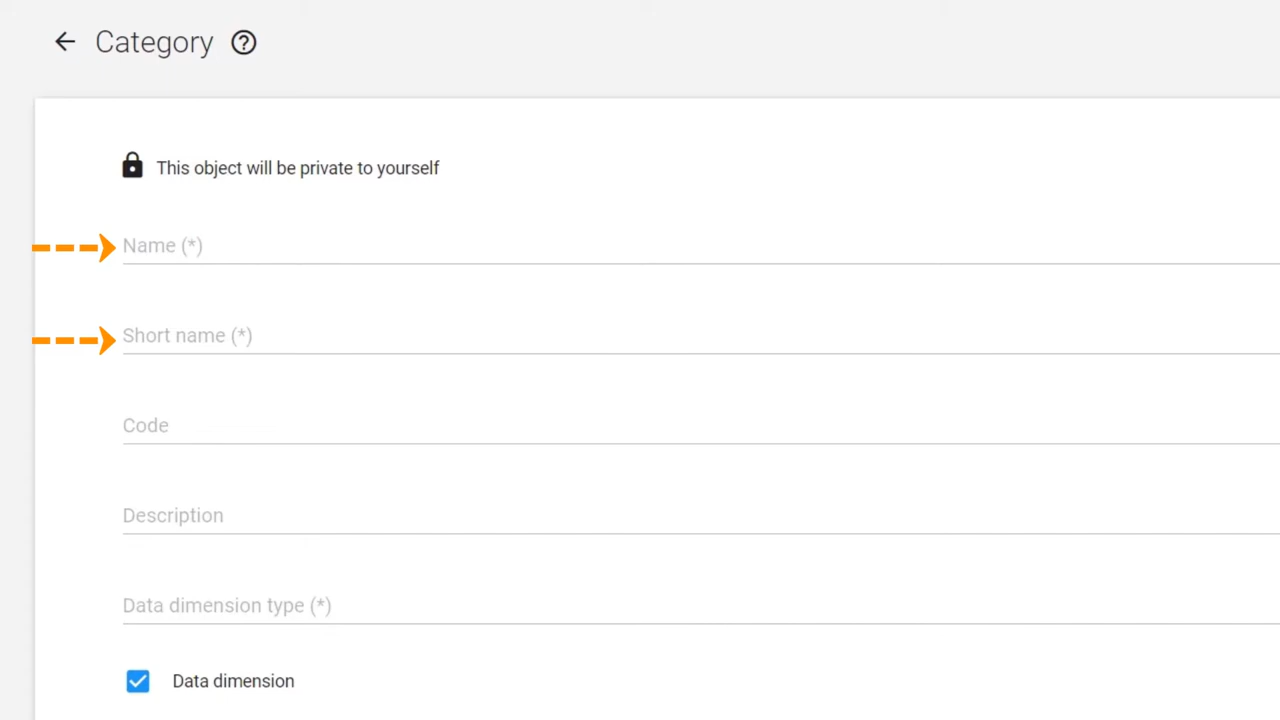 Category
This object will be private to yourself
Name (*)
Short name (*)
Code
Description
Data dimension type (*)
Data dimension